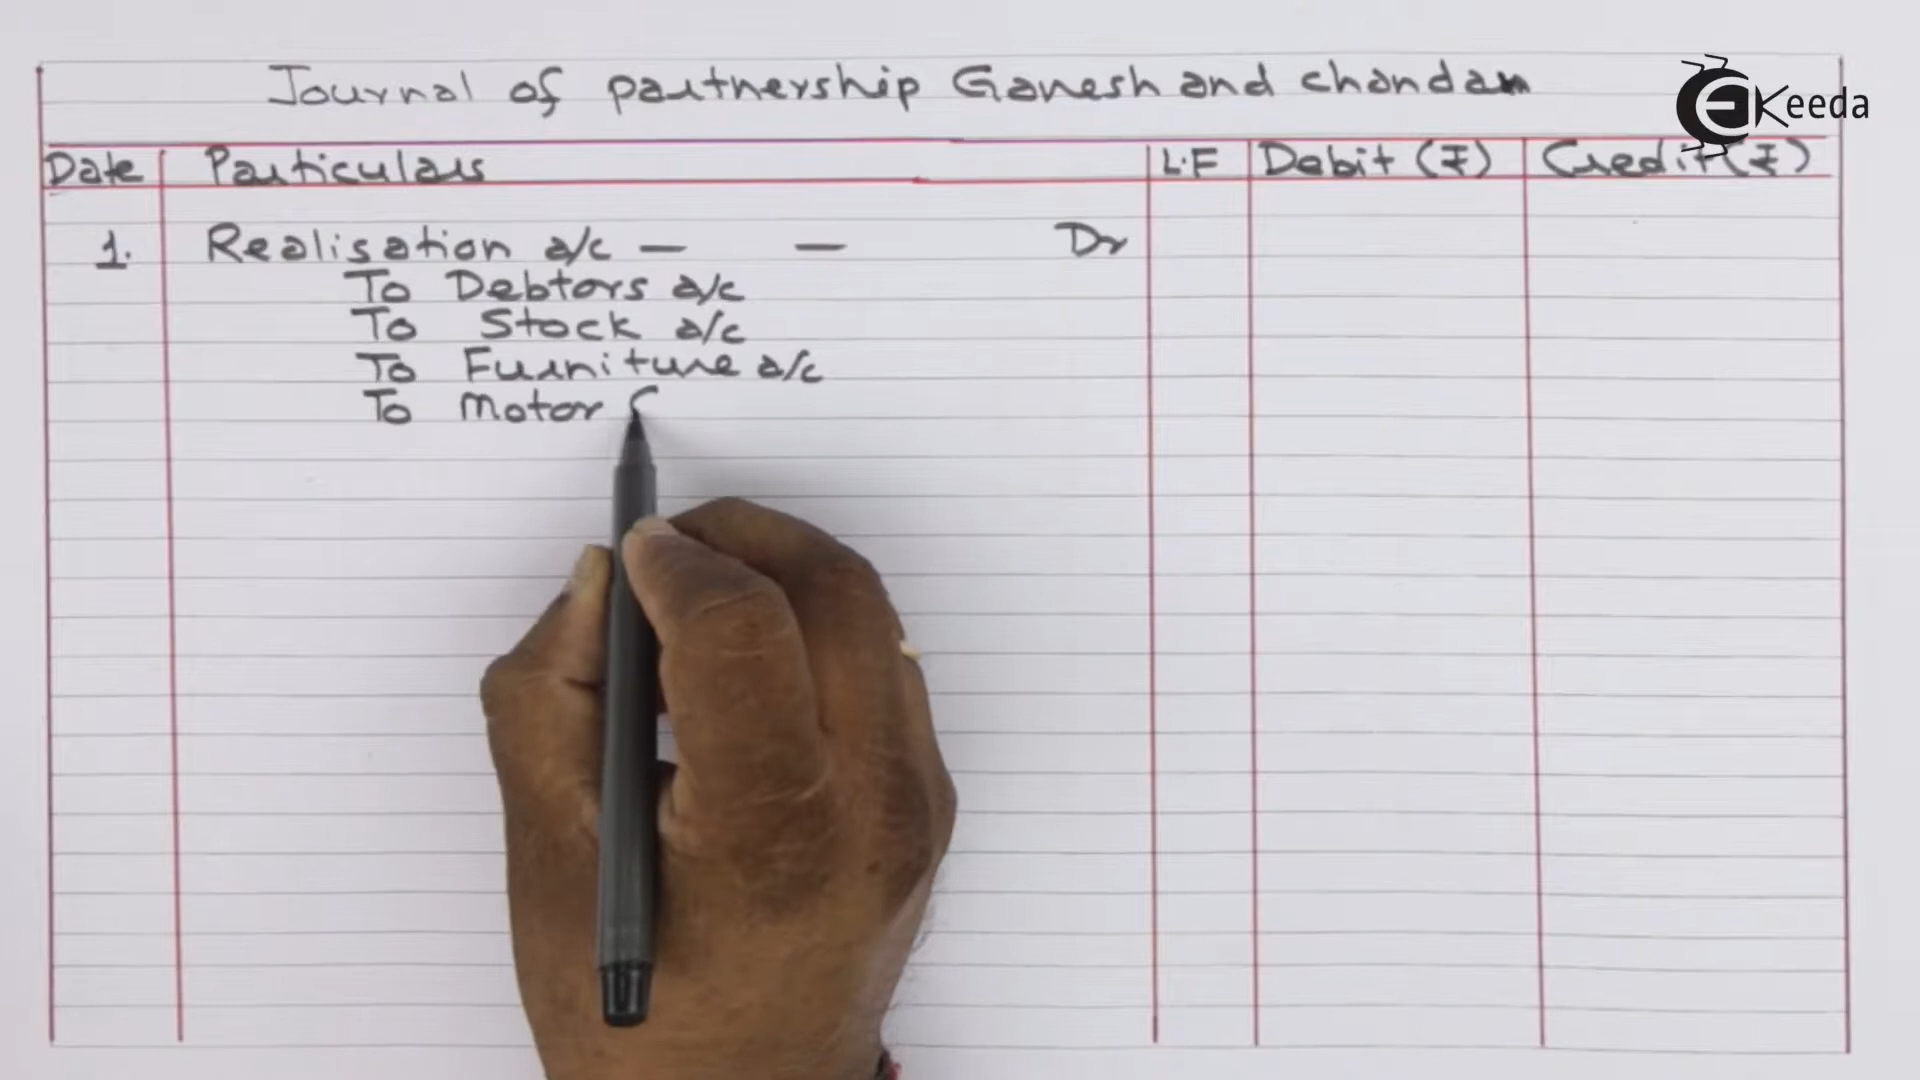 Journal of partnership Ganesh and chandan
EKeeda
Date Particulars L.F Debit (₹) Credit (₹)
1. Realisation a/c — — Dr
To Debtors a/c
To Stock a/c
To Furniture a/c
To Motor C